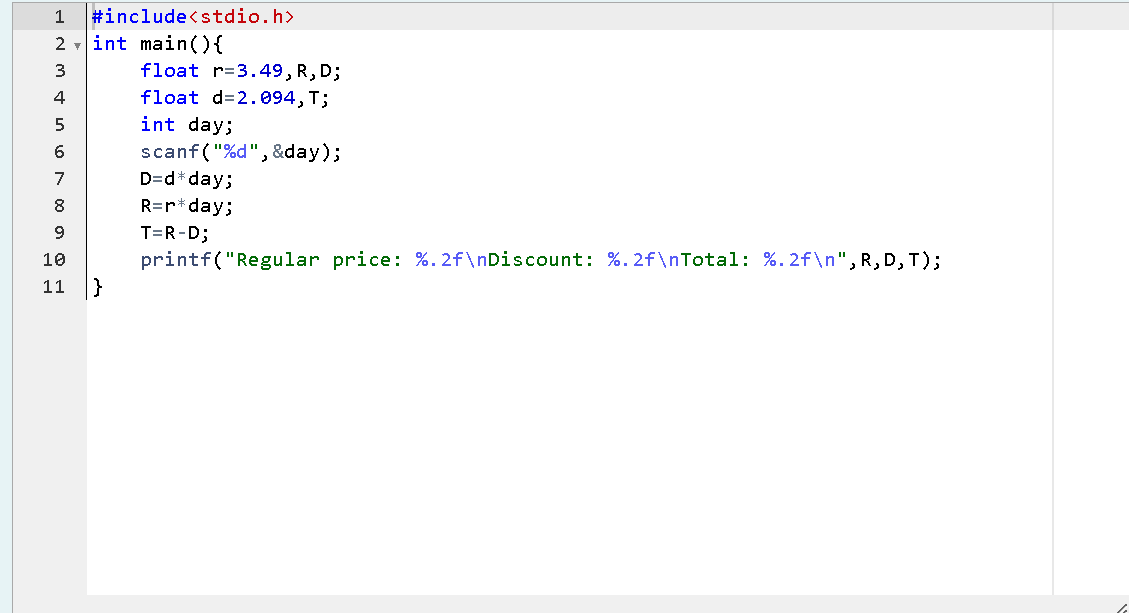 1 #include<stdio.h>
2 int main(){
3 float r=3.49,R,D;
4 float d=2.094,T;
5 int day;
6 scanf("%d",&day);
7 D=d*day;
8 R=r*day;
9 T=R-D;
10 printf("Regular price: %.2f\nDiscount: %.2f\nTotal: %.2f\n",R,D,T);
11 }